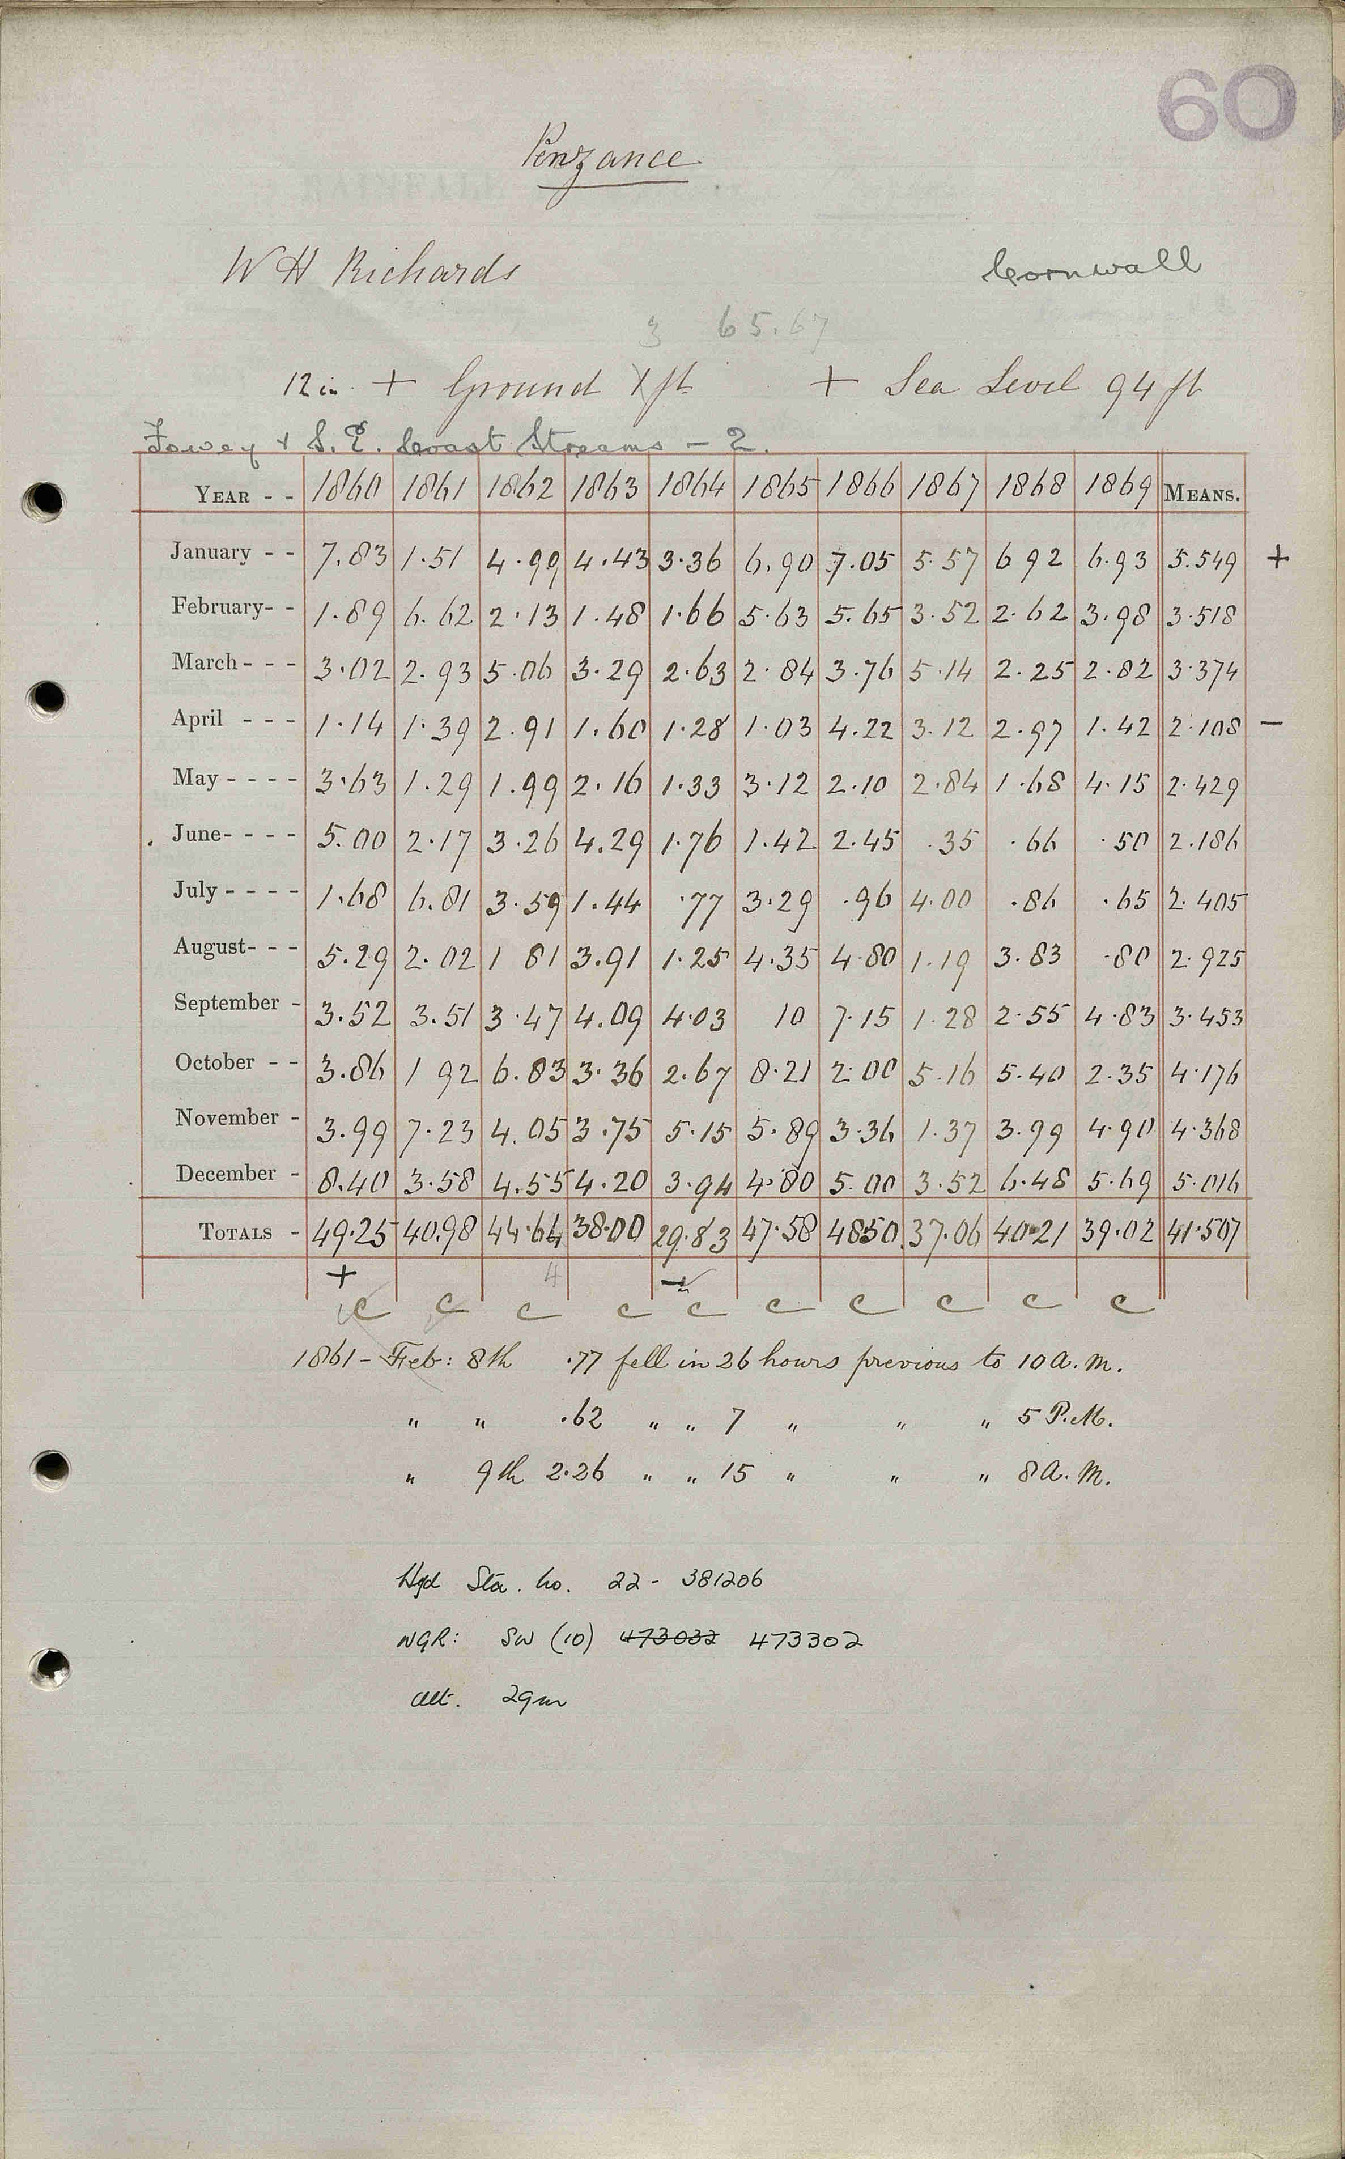 60
Penzance
W H Richards Cornwall
3 65.67
12 in. + Ground ft + Sea Level 94 ft
Fowey & S. E. Coast Streams - 2.
YEAR - - 1860 1861 1862 1863 1864 1865 1866 1867 1868 1869 MEANS.
January - - 7.83 1.51 4.99 4.43 3.36 6.90 7.05 5.57 6 92 6.93 5.549 +
February- - 1.89 6.62 2.13 1.48 1.66 5.63 5.65 3.52 2.62 3.98 3.518
March - - - 3.02 2.93 5.06 3.29 2.63 2.84 3.76 5.14 2.25 2.82 3.374
April - - - 1.14 1.39 2.91 1.60 1.28 1.03 4.22 3.12 2.97 1.42 2.108 -
May - - - - 3.63 1.29 1.99 2.16 1.33 3.12 2.10 2.84 1.68 4.15 2.429
June- - - - 5.00 2.17 3.26 4.29 1.76 1.42 2.45 .35 .66 .50 2.186
July - - - - 1.68 6.81 3.59 1.44 .77 3.29 .96 4.00 .86 .65 2.405
August- - - 5.29 2.02 1 81 3.91 1.25 4.35 4.80 1.19 3.83 .80 2.925
September - 3.52 3.51 3.47 4.09 4.03 10 7.15 1.28 2.55 4.83 3.453
October - - 3.86 1 92 6.83 3.36 2.67 8.21 2.00 5.16 5.40 2.35 4.176
November - 3.99 7.23 4.05 3.75 5.15 5.89 3.36 1.37 3.99 4.90 4.368
December - 8.40 3.58 4.55 4.20 3.94 4.80 5.00 3.52 6.48 5.69 5.016
TOTALS - 49.25 40.98 44.64 38.00 29.83 47.58 48.50 37.06 40.21 39.02 41.507
+ 4 -
c c c c c c c c c c
1861 - Feb: 8th .77 fell in 26 hours previous to 10 A.M.
" " .62 " " 7 " " " 5 P.M.
" 9th 2.26 " " 15 " " " 8 A.M.
Hyd Sta. No. 22 - 381206
NGR: SW (10) 473032 473302
Alt. 29m